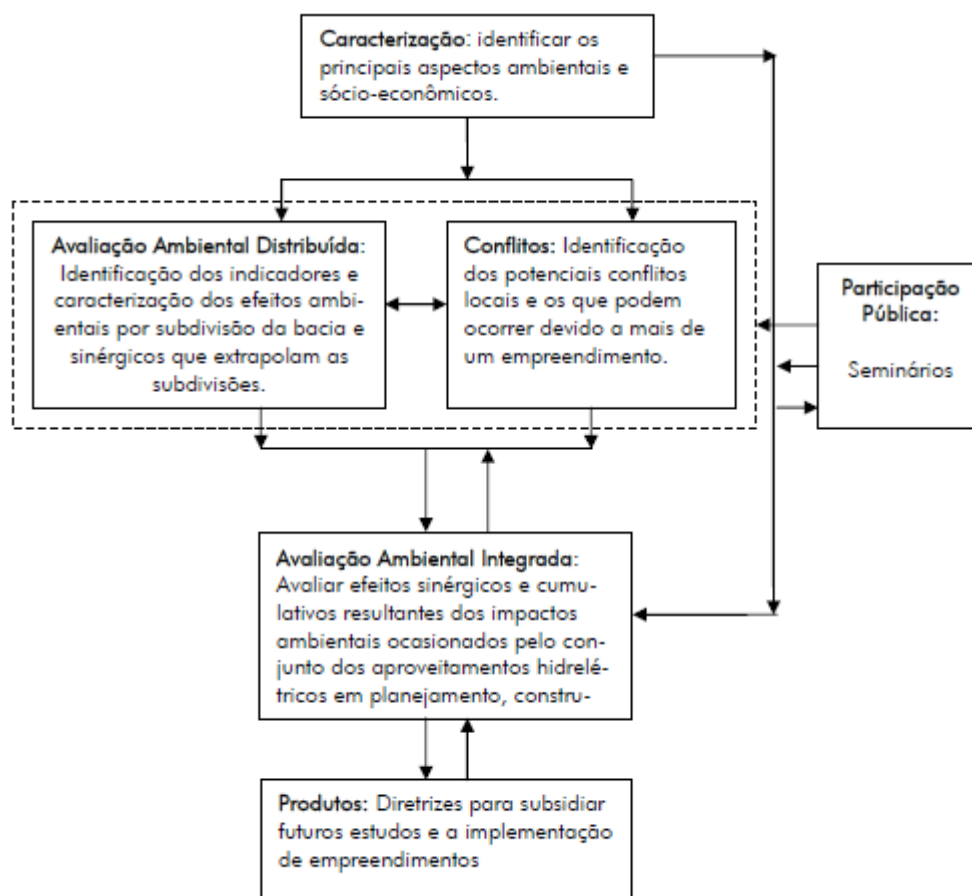 Caracterização: identificar os
principais aspectos ambientais e
sócio-econômicos.
Avaliação Ambiental Distribuída:
Identificação dos indicadores e
caracterização dos efeitos ambi-
entais por subdivisão da bacia e
sinérgicos que extrapolam as
subdivisões.
Conflitos: Identificação
dos potenciais conflitos
locais e os que podem
ocorrer devido a mais de
um empreendimento.
Participação
Pública:
Seminários
Avaliação Ambiental Integrada:
Avaliar efeitos sinérgicos e cumu-
lativos resultantes dos impactos
ambientais ocasionados pelo con-
junto dos aproveitamentos hidrelé-
tricos em planejamento, constru-
Produtos: Diretrizes para subsidiar
futuros estudos e a implementação
de empreendimentos